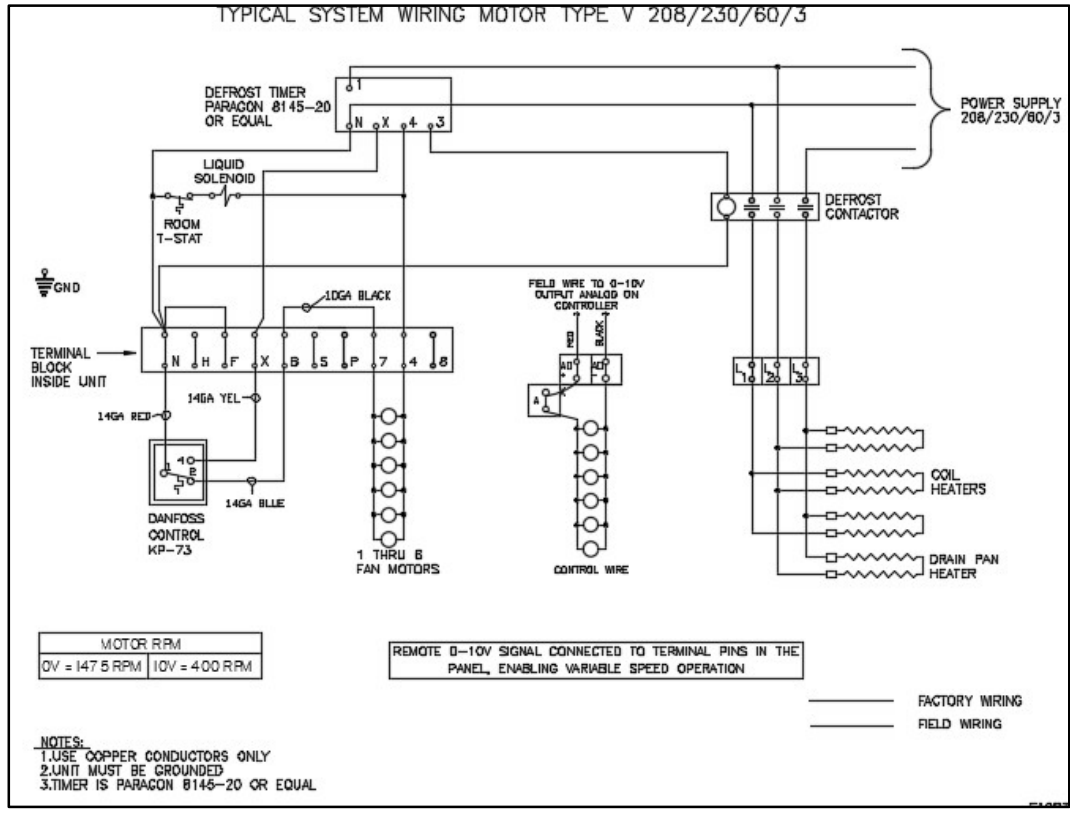 TYPICAL SYSTEM WIRING MOTOR TYPE V 208/230/60/3
DEFROST TIMER
PARAGON 8145-20
OR EQUAL
1
N X 4 3
POWER SUPPLY
208/230/60/3
LIQUID
SOLENOID
ROOM
T-STAT
DEFROST
CONTACTOR
GND
10GA BLACK
FIELD WIRE TO 0-10V
OUTPUT ANALOG ON
CONTROLLER
RED
BLACK
TERMINAL
BLOCK
INSIDE UNIT
N H F X B 5 P 7 4 8
AO
+
AO
-
A
L1 L2 L3
14GA YEL
14GA RED
4
1
2
14GA BLUE
DANFOSS
CONTROL
KP-73
1 THRU 6
FAN MOTORS
CONTROL WIRE
COIL
HEATERS
DRAIN PAN
HEATER
MOTOR RPM
0V = 1475 RPM
10V = 400 RPM
REMOTE 0-10V SIGNAL CONNECTED TO TERMINAL PINS IN THE
PANEL, ENABLING VARIABLE SPEED OPERATION
FACTORY WIRING
FIELD WIRING
NOTES:
1.USE COPPER CONDUCTORS ONLY
2.UNIT MUST BE GROUNDED
3.TIMER IS PARAGON 8145-20 OR EQUAL